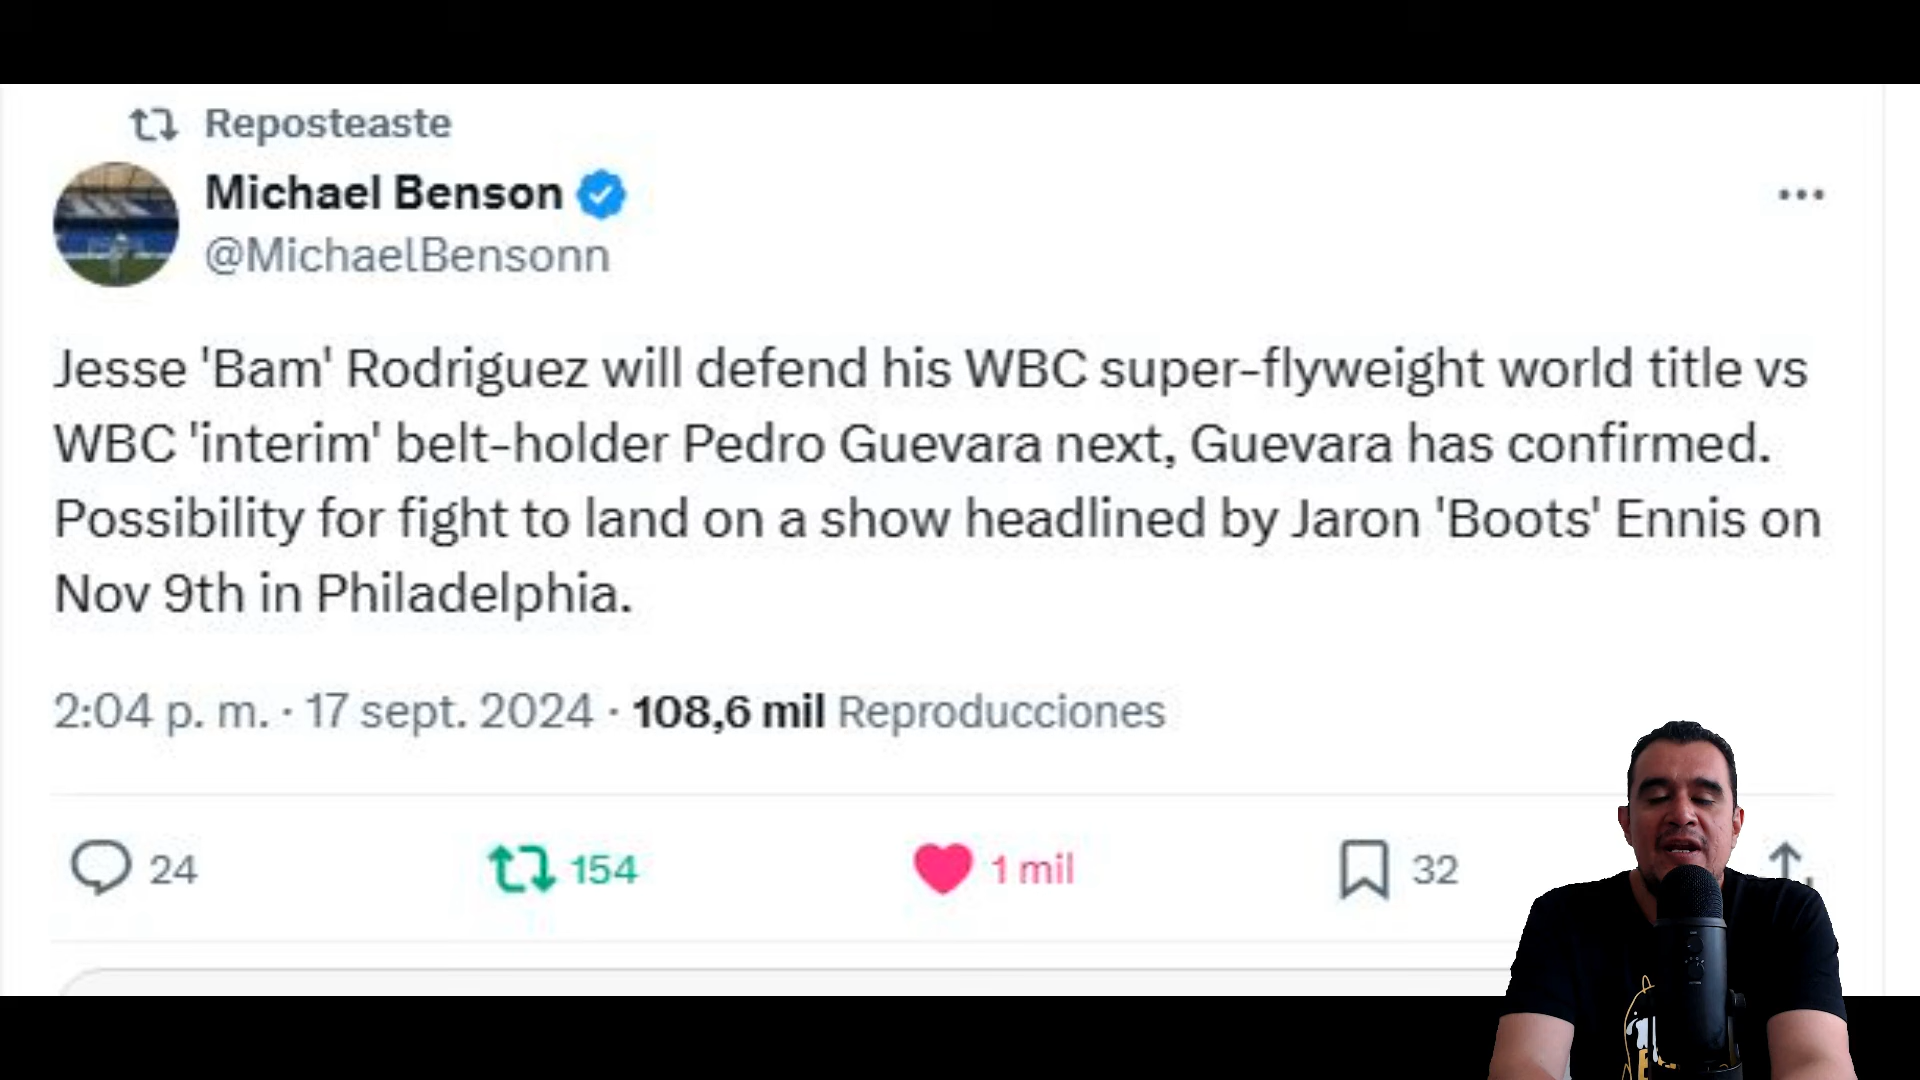 Reposteaste
Michael Benson
@MichaelBensonn
Jesse 'Bam' Rodriguez will defend his WBC super-flyweight world title vs
WBC 'interim' belt-holder Pedro Guevara next, Guevara has confirmed.
Possibility for fight to land on a show headlined by Jaron 'Boots' Ennis on
Nov 9th in Philadelphia.
2:04 p. m. · 17 sept. 2024 · 108,6 mil Reproducciones
24 154 1 mil 32